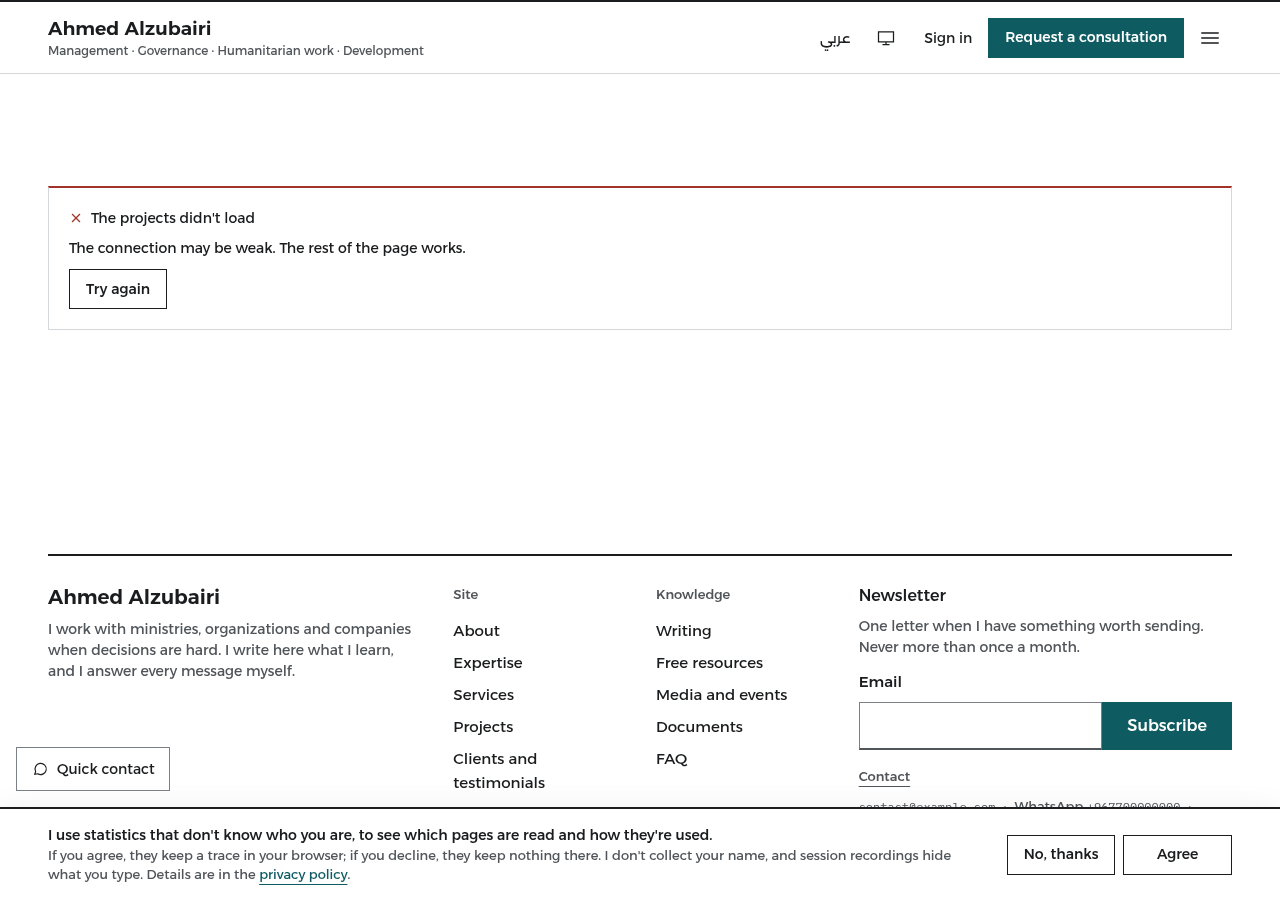 Ahmed Alzubairi
Management · Governance · Humanitarian work · Development
عربي
Sign in
Request a consultation
The projects didn't load
The connection may be weak. The rest of the page works.
Try again
Ahmed Alzubairi
I work with ministries, organizations and companies
when decisions are hard. I write here what I learn,
and I answer every message myself.
Site
About
Expertise
Services
Projects
Clients and
testimonials
Knowledge
Writing
Free resources
Media and events
Documents
FAQ
Newsletter
One letter when I have something worth sending.
Never more than once a month.
Email
Subscribe
Contact
contact@example.com · WhatsApp +967700000000 ·
Quick contact
I use statistics that don't know who you are, to see which pages are read and how they're used.
If you agree, they keep a trace in your browser; if you decline, they keep nothing there. I don't collect your name, and session recordings hide
what you type. Details are in the privacy policy.
No, thanks
Agree